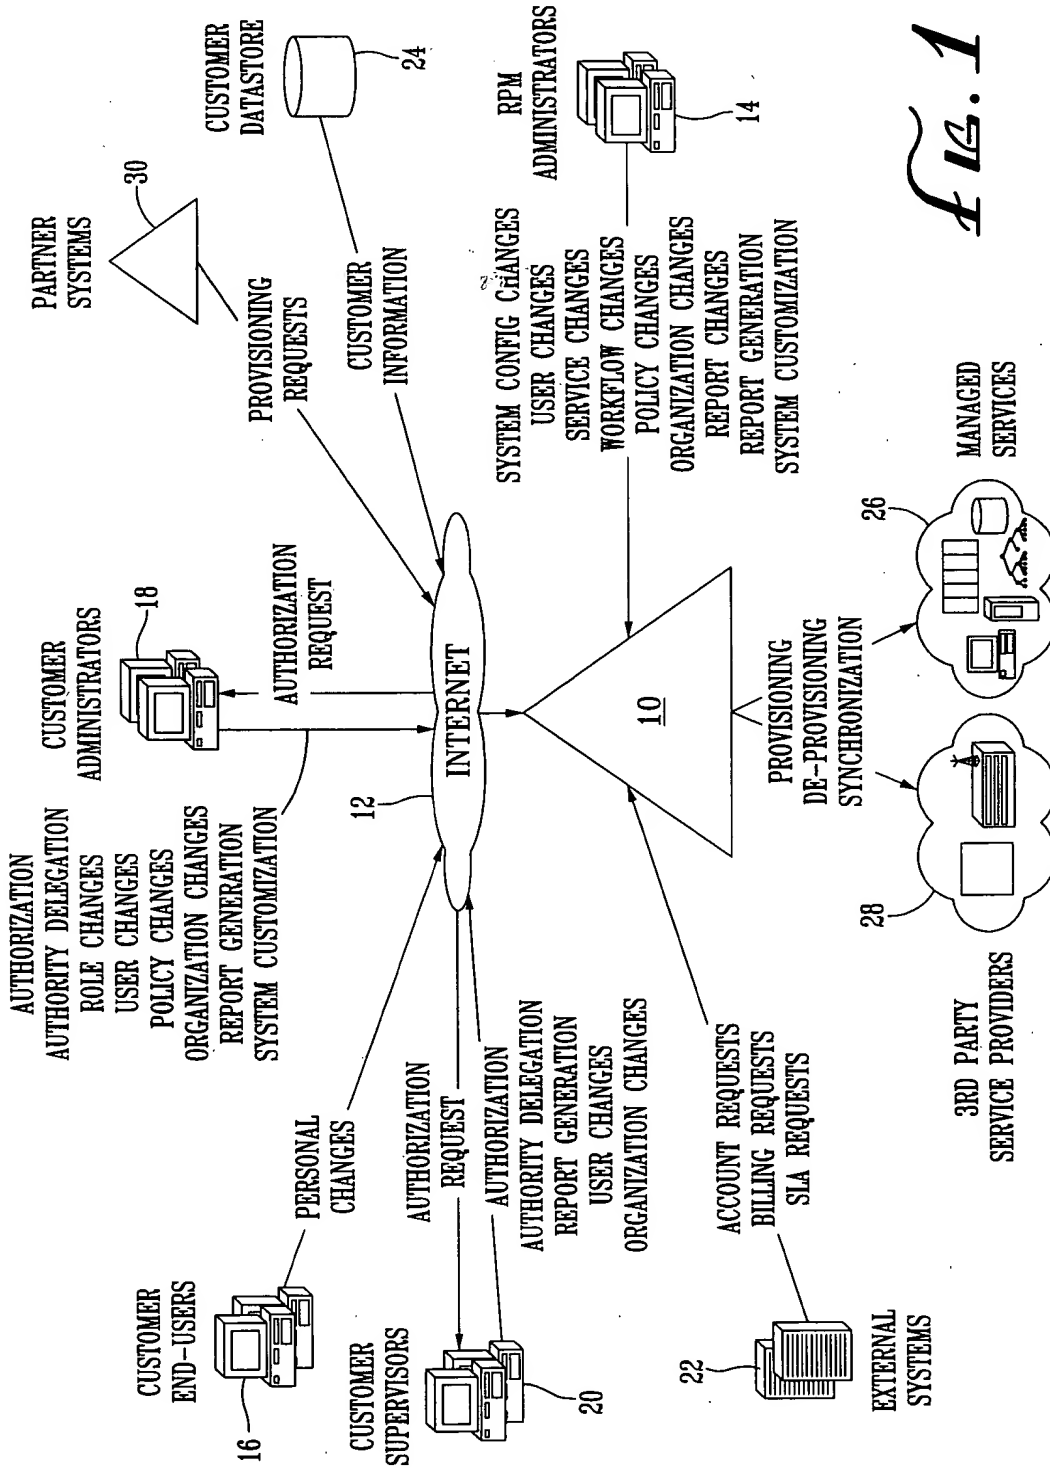 CUSTOMER
END-USERS
16
PERSONAL
CHANGES
AUTHORIZATION
AUTHORITY DELEGATION
ROLE CHANGES
USER CHANGES
POLICY CHANGES
ORGANIZATION CHANGES
REPORT GENERATION
SYSTEM CUSTOMIZATION
CUSTOMER
ADMINISTRATORS
18
AUTHORIZATION
REQUEST
PARTNER
SYSTEMS
30
PROVISIONING
REQUESTS
CUSTOMER
DATASTORE
24
CUSTOMER
INFORMATION
CUSTOMER
SUPERVISORS
20
AUTHORIZATION
REQUEST
AUTHORIZATION
AUTHORITY DELEGATION
REPORT GENERATION
USER CHANGES
ORGANIZATION CHANGES
12
INTERNET
10
RPM
ADMINISTRATORS
14
SYSTEM CONFIG CHANGES
USER CHANGES
SERVICE CHANGES
WORKFLOW CHANGES
POLICY CHANGES
ORGANIZATION CHANGES
REPORT CHANGES
REPORT GENERATION
SYSTEM CUSTOMIZATION
EXTERNAL
SYSTEMS
22
ACCOUNT REQUESTS
BILLING REQUESTS
SLA REQUESTS
PROVISIONING
DE-PROVISIONING
SYNCHRONIZATION
3RD PARTY
SERVICE PROVIDERS
28
26
MANAGED
SERVICES
FIG. 1